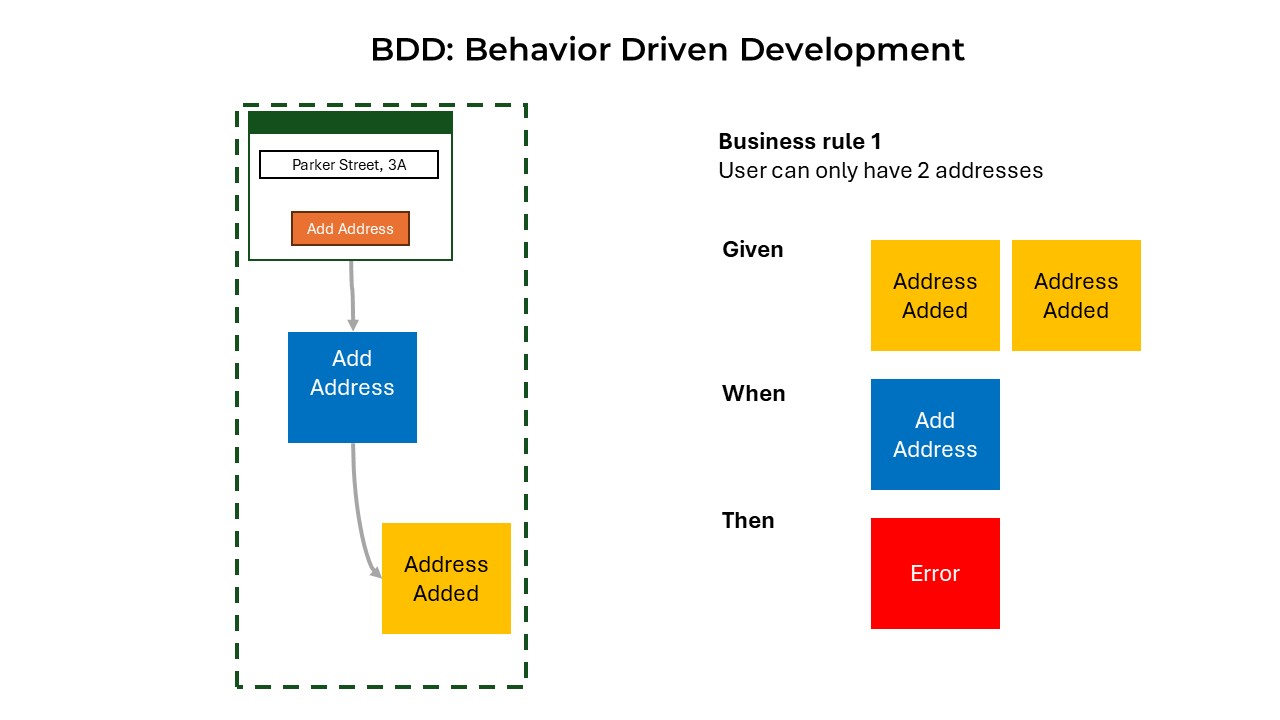 BDD: Behavior Driven Development
Parker Street, 3A
Add Address
Add
Address
Address
Added
Business rule 1
User can only have 2 addresses
Given
Address
Added
Address
Added
When
Add
Address
Then
Error